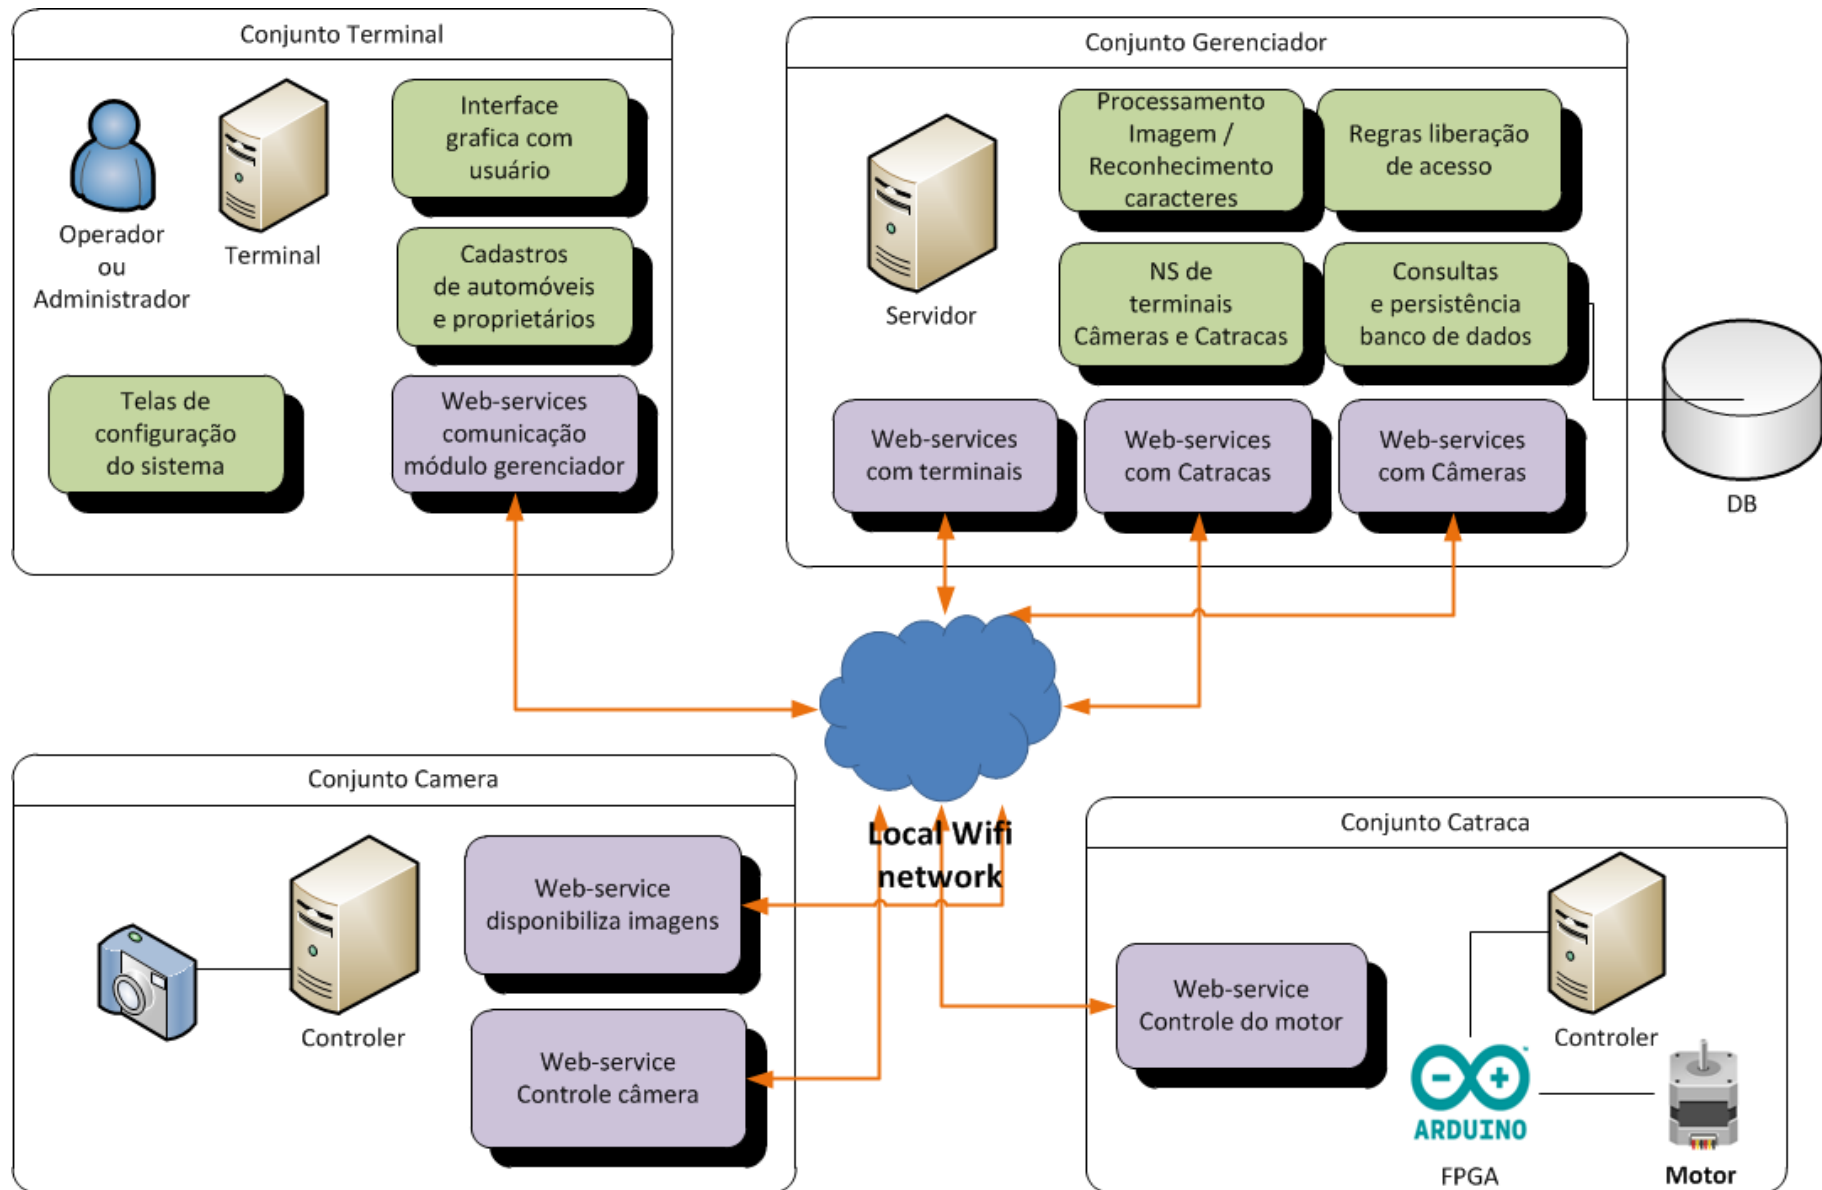 Conjunto Terminal
Operador
ou
Administrador
Terminal
Interface
grafica com
usuário
Cadastros
de automóveis
e proprietários
Telas de
configuração
do sistema
Web-services
comunicação
módulo gerenciador
Conjunto Gerenciador
Servidor
Processamento
Imagem /
Reconhecimento
caracteres
Regras liberação
de acesso
NS de
terminais
Câmeras e Catracas
Consultas
e persistência
banco de dados
Web-services
com terminais
Web-services
com Catracas
Web-services
com Câmeras
DB
Local Wifi
network
Conjunto Camera
Controler
Web-service
disponibiliza imagens
Web-service
Controle câmera
Conjunto Catraca
Web-service
Controle do motor
Controler
ARDUINO
FPGA
Motor